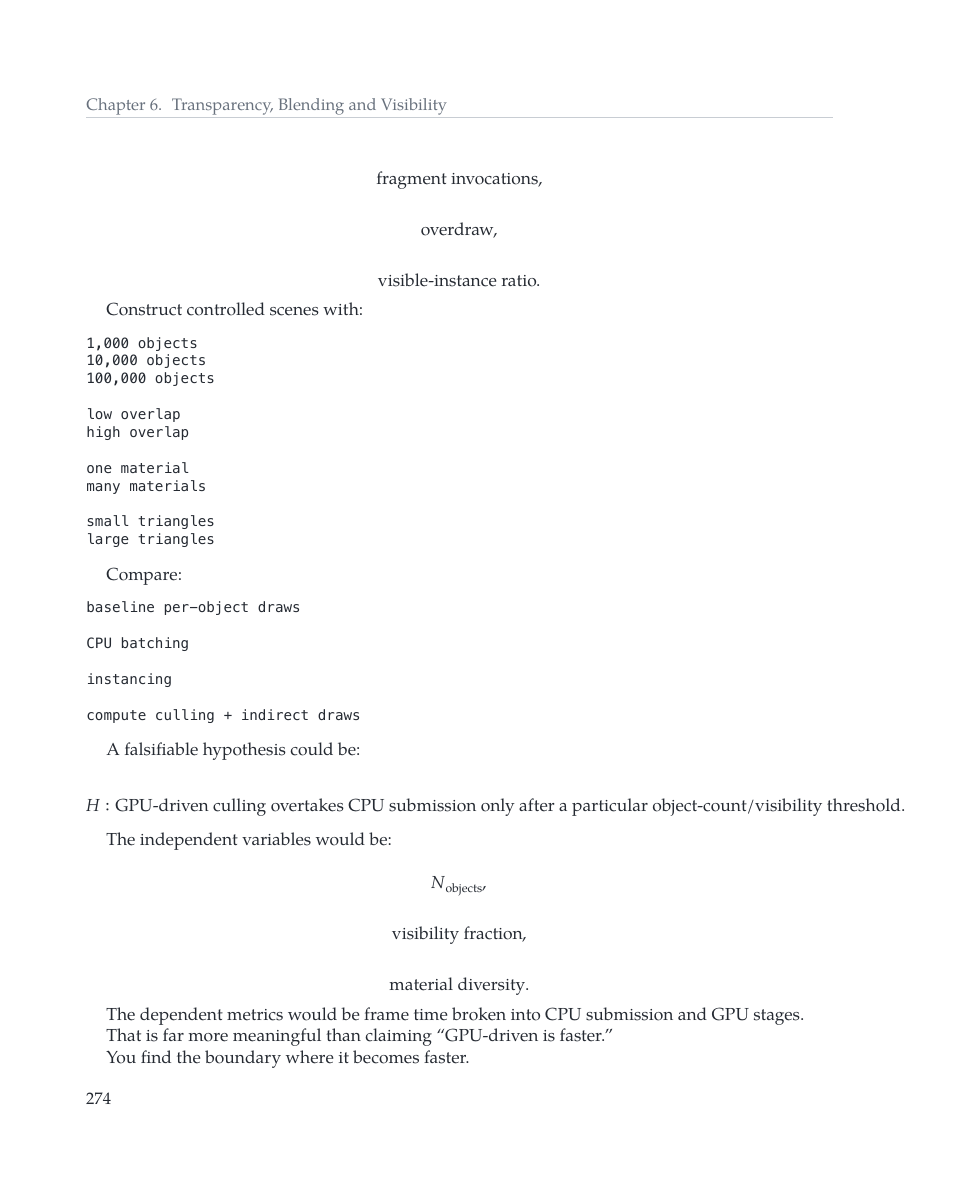 Chapter 6. Transparency, Blending and Visibility
fragment invocations,
overdraw,
visible-instance ratio.
Construct controlled scenes with:
1,000 objects
10,000 objects
100,000 objects
low overlap
high overlap
one material
many materials
small triangles
large triangles
Compare:
baseline per-object draws
CPU batching
instancing
compute culling + indirect draws
A falsifiable hypothesis could be:
H : GPU-driven culling overtakes CPU submission only after a particular object-count/visibility threshold.
The independent variables would be:
N_objects,
visibility fraction,
material diversity.
The dependent metrics would be frame time broken into CPU submission and GPU stages.
That is far more meaningful than claiming “GPU-driven is faster.”
You find the boundary where it becomes faster.
274